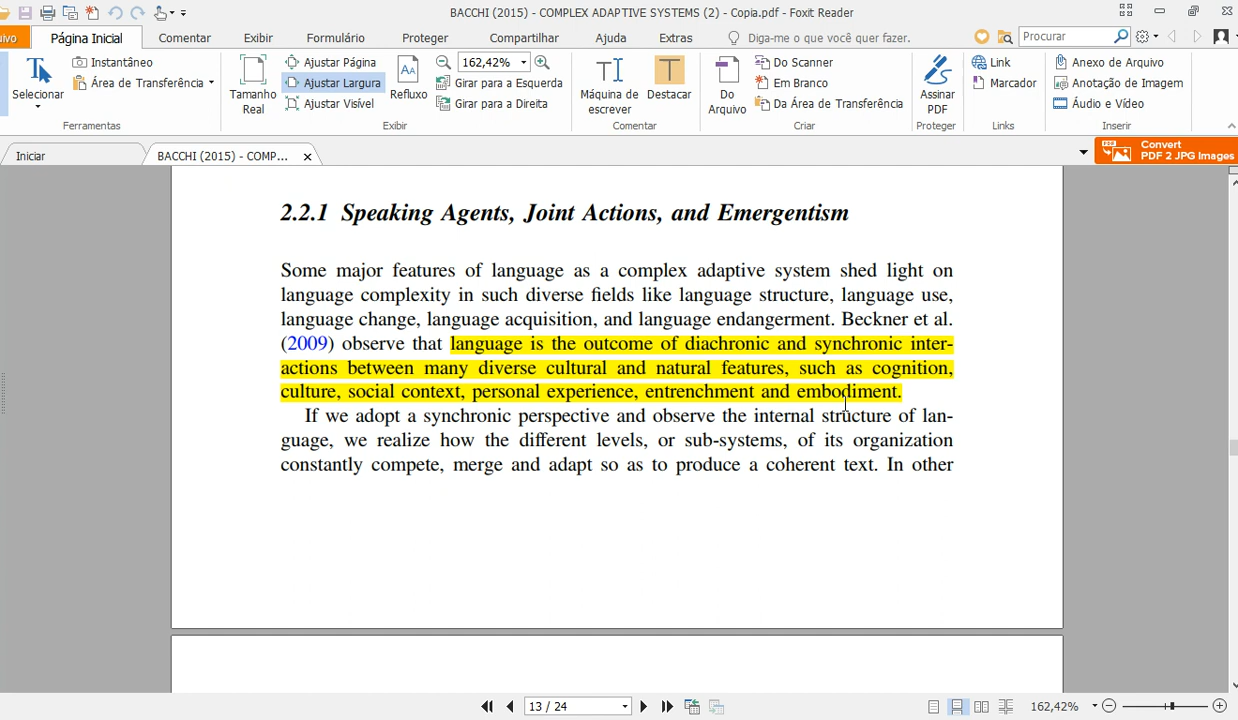 BACCHI (2015) - COMPLEX ADAPTIVE SYSTEMS (2) - Copia.pdf - Foxit Reader
ivo Página Inicial Comentar Exibir Formulário Proteger Compartilhar Ajuda Extras Diga-me o que você quer fazer. Procurar
Selecionar
Instantâneo
Área de Transferência
Ferramentas
Tamanho
Real
Ajustar Página
Ajustar Largura
Ajustar Visível
Refluxo
162,42%
Girar para a Esquerda
Girar para a Direita
Exibir
Máquina de
escrever
Destacar
Comentar
Do
Arquivo
Do Scanner
Em Branco
Da Área de Transferência
Criar
Assinar
PDF
Proteger
Link
Marcador
Links
Anexo de Arquivo
Anotação de Imagem
Áudio e Vídeo
Inserir
Iniciar
BACCHI (2015) - COMP...
Convert
PDF 2 JPG Images
2.2.1 Speaking Agents, Joint Actions, and Emergentism
Some major features of language as a complex adaptive system shed light on
language complexity in such diverse fields like language structure, language use,
language change, language acquisition, and language endangerment. Beckner et al.
(2009) observe that language is the outcome of diachronic and synchronic inter-
actions between many diverse cultural and natural features, such as cognition,
culture, social context, personal experience, entrenchment and embodiment.
If we adopt a synchronic perspective and observe the internal structure of lan-
guage, we realize how the different levels, or sub-systems, of its organization
constantly compete, merge and adapt so as to produce a coherent text. In other
13 / 24
162,42%